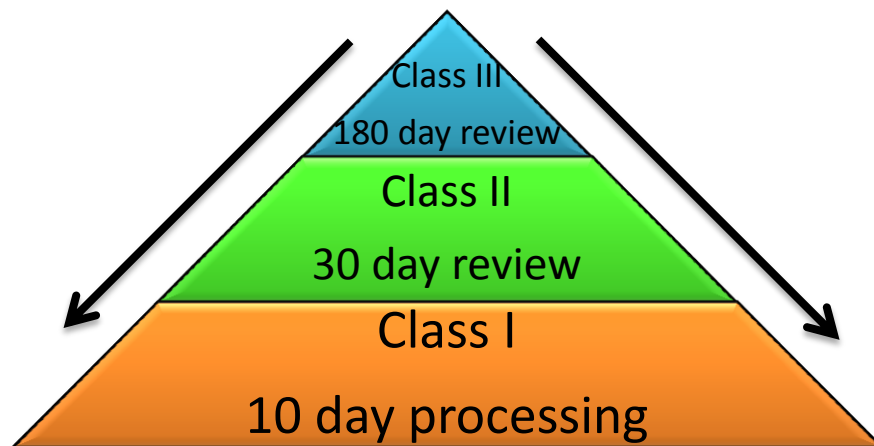 Class III
180 day review
Class II
30 day review
Class I
10 day processing